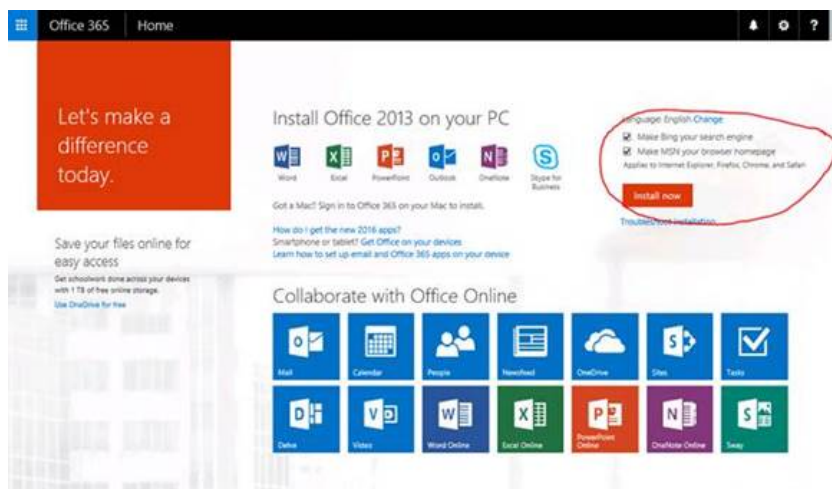 Office 365 Home
Let's make a
difference
today.
Save your files online for
easy access
Get schoolwork done across your devices
with 1 TB of free online storage.
Use OneDrive for free
Install Office 2013 on your PC
Word Excel PowerPoint Outlook OneNote Skype for
Business
Got a Mac? Sign in to Office 365 on your Mac to install.
How do I get the new 2016 apps?
Smartphone or tablet? Get Office on your devices
Learn how to set up email and Office 365 apps on your device
Language: English Change
Make Bing your search engine
Make MSN your browser homepage
Applies to Internet Explorer, Firefox, Chrome, and Safari
Install now
Troubleshoot installation
Collaborate with Office Online
Mail Calendar People Newsfeed OneDrive Sites Tasks
Delve Video Word Online Excel Online PowerPoint
Online OneNote Online Sway